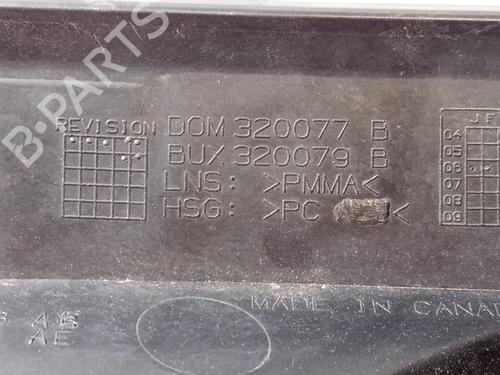 B-PARTS
REVISION
DOM 320077 B
BUX 320079 B
LNS: >PMMA<
HSG: >PC <
J F
04
05
06
07
08
09
MADE IN CANAD
AE